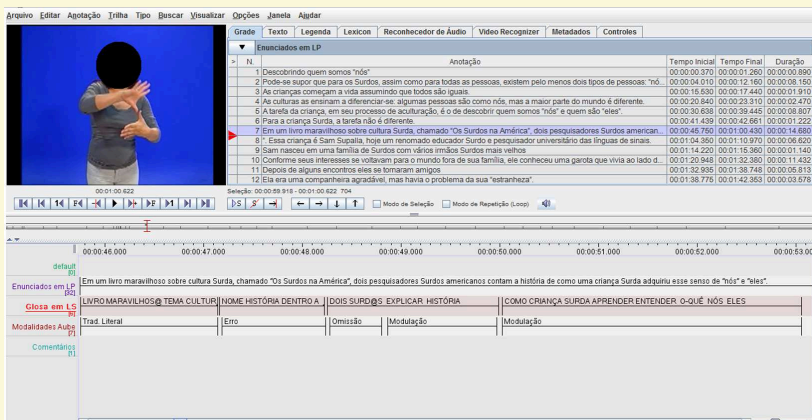 Arquivo Editar Anotação Trilha Tipo Buscar Visualizar Opções Janela Ajudar
Grade Texto Legenda Lexicon Reconhecedor de Áudio Video Recognizer Metadados Controles
Enunciados em LP
> N. Anotação Tempo Inicial Tempo Final Duração
1 Descobrindo quem somos "nós" 00:00:00.370 00:00:01.260 00:00:00.890
2 Pode-se supor que para os Surdos, assim como para todas as pessoas, existem pelo menos dois tipos de pessoas: "nó... 00:00:04.010 00:00:12.160 00:00:08.150
3 As crianças começam a vida assumindo que todos são iguais. 00:00:15.530 00:00:17.440 00:00:01.910
4 As culturas as ensinam a diferenciar-se: algumas pessoas são como nós, mas a maior parte do mundo é diferente. 00:00:20.840 00:00:23.310 00:00:02.470
5 A tarefa da criança, em seu processo de aculturação, é o de descobrir quem somos "nós" e quem são "eles". 00:00:30.638 00:00:39.445 00:00:08.807
6 Para a criança Surda, a tarefa não é diferente. 00:00:41.439 00:00:42.661 00:00:01.222
7 Em um livro maravilhoso sobre cultura Surda, chamado "Os Surdos na América", dois pesquisadores Surdos american... 00:00:45.750 00:01:00.430 00:00:14.680
8 ". Essa criança é Sam Supalla, hoje um renomado educador Surdo e pesquisador universitário das línguas de sinais. 00:01:04.350 00:01:10.970 00:00:06.620
9 Sam nasceu em uma família de Surdos com vários irmãos Surdos mais velhos 00:01:14.220 00:01:15.360 00:00:01.140
10 Conforme seus interesses se voltavam para o mundo fora de sua família, ele conheceu uma garota que vivia ao lado d... 00:01:20.948 00:01:32.380 00:00:11.432
11 Depois de alguns encontros eles se tornaram amigos 00:01:32.935 00:01:38.748 00:00:05.813
12 Ela era uma companheira agradável, mas havia o problema da sua "estranheza". 00:01:38.775 00:01:42.353 00:00:03.578
00:01:00.622
Seleção: 00:00:59.918 - 00:01:00.622 704
Modo de Seleção Modo de Repetição (Loop)
00:00:46.000 00:00:47.000 00:00:48.000 00:00:49.000 00:00:50.000 00:00:51.000 00:00:52.000 00:00:53.00
default
[0]
Enunciados em LP Em um livro maravilhoso sobre cultura Surda, chamado "Os Surdos na América", dois pesquisadores Surdos americanos contam a história de como uma criança Surda adquiriu esse senso de "nós" e "eles".
[32]
Glosa em LS LIVRO MARAVILHOS@ TEMA CULTUR NOME HISTÓRIA DENTRO A DOIS SURD@S EXPLICAR HISTÓRIA COMO CRIANÇA SURDA APRENDER ENTENDER O-QUÊ NÓS ELES
[6]
Modalidades Aube Trad. Literal Erro Omissão Modulação Modulação
[7]
Comentários
[1]